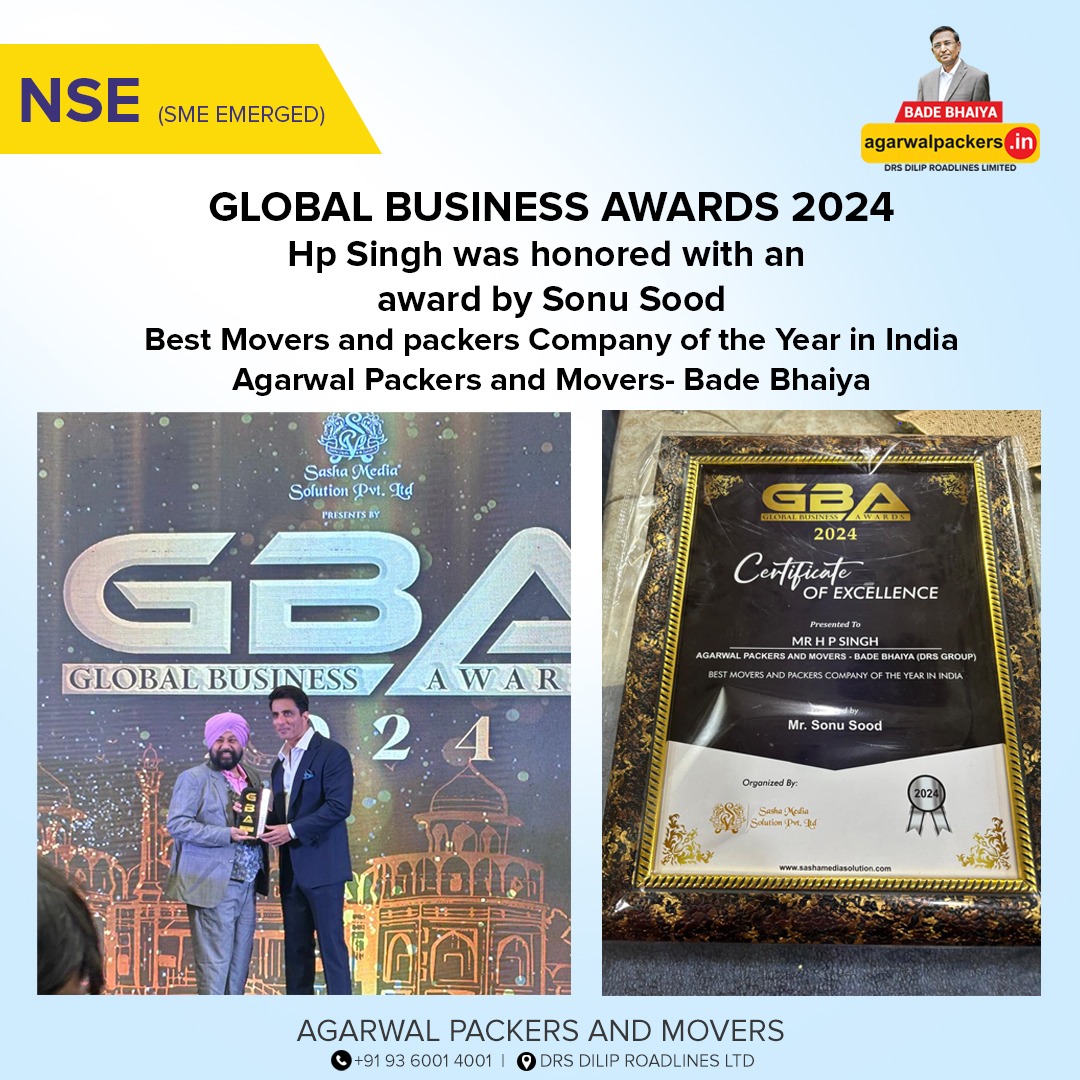 NSE (SME EMERGED)
BADE BHAIYA
agarwalpackers.in
DRS DILIP ROADLINES LIMITED
GLOBAL BUSINESS AWARDS 2024
Hp Singh was honored with an
award by Sonu Sood
Best Movers and packers Company of the Year in India
Agarwal Packers and Movers- Bade Bhaiya
Sasha Media
Solution Pvt. Ltd
PRESENTS BY
GBA
GLOBAL BUSINESS AWAR
24
GBA
GBA
GLOBAL BUSINESS AWARDS
2024
Certificate
OF EXCELLENCE
Presented To
MR H P SINGH
AGARWAL PACKERS AND MOVERS - BADE BHAIYA (DRS GROUP)
BEST MOVERS AND PACKERS COMPANY OF THE YEAR IN INDIA
by
Mr. Sonu Sood
Organized By:
2024
Sasha Media
Solution Pvt. Ltd
www.sashamediasolution.com
AGARWAL PACKERS AND MOVERS
+91 93 6001 4001 | DRS DILIP ROADLINES LTD